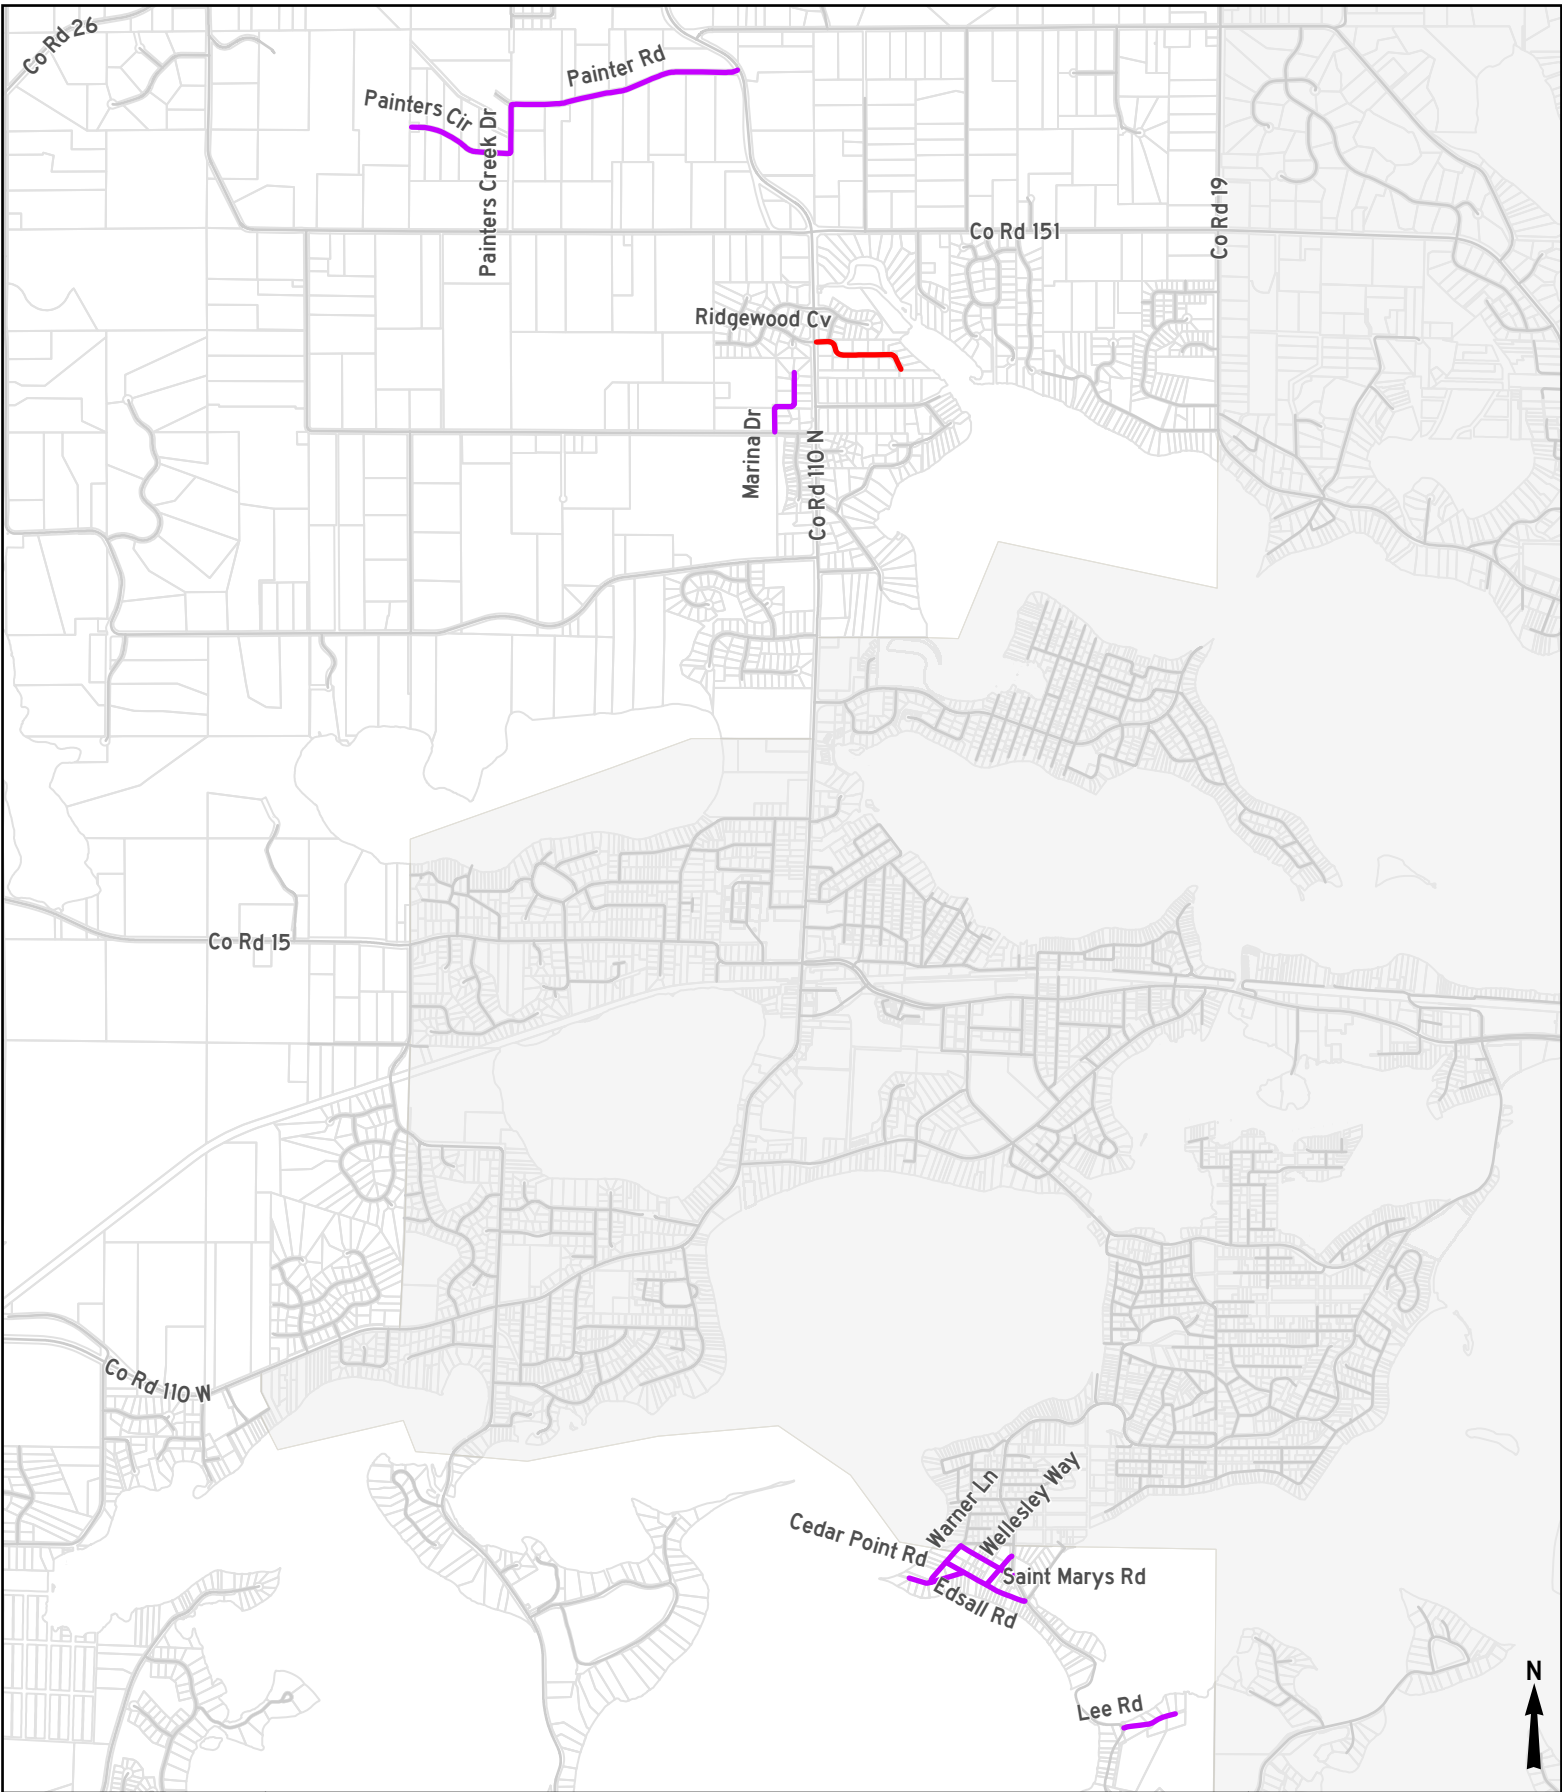 Co Rd 26
Painter Rd
Painters Cir
Painters Creek Dr
Co Rd 19
Co Rd 151
Ridgewood Cv
Marina Dr
Co Rd 110 N
Co Rd 15
Co Rd 110 W
Warner Ln
Wellesley Way
Cedar Point Rd
Saint Marys Rd
Edsall Rd
N
Lee Rd